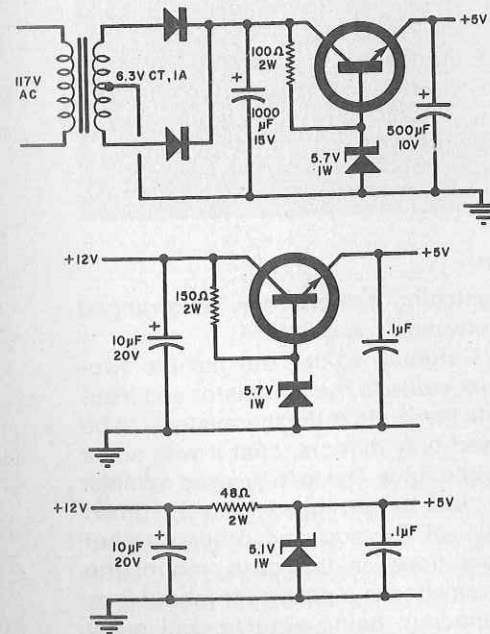 117V
AC
6.3V CT, 1A
+
1000
µF
15V
100Ω
2W
5.7V
1W
+5V
+
500µF
10V
+12V
+
10µF
20V
150Ω
2W
5.7V
1W
+5V
.1µF
+12V
+
10µF
20V
48Ω
2W
5.1V
1W
+5V
.1µF